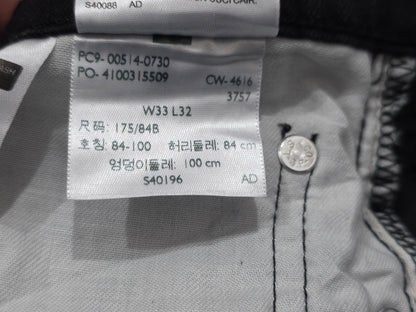 S40088 AD
PC9- 00514-0730
PO- 4100315509 CW- 4616
3757
W33 L32
尺码: 175/84B
호칭: 84-100 허리둘레: 84 cm
엉덩이둘레: 100 cm
S40196 AD